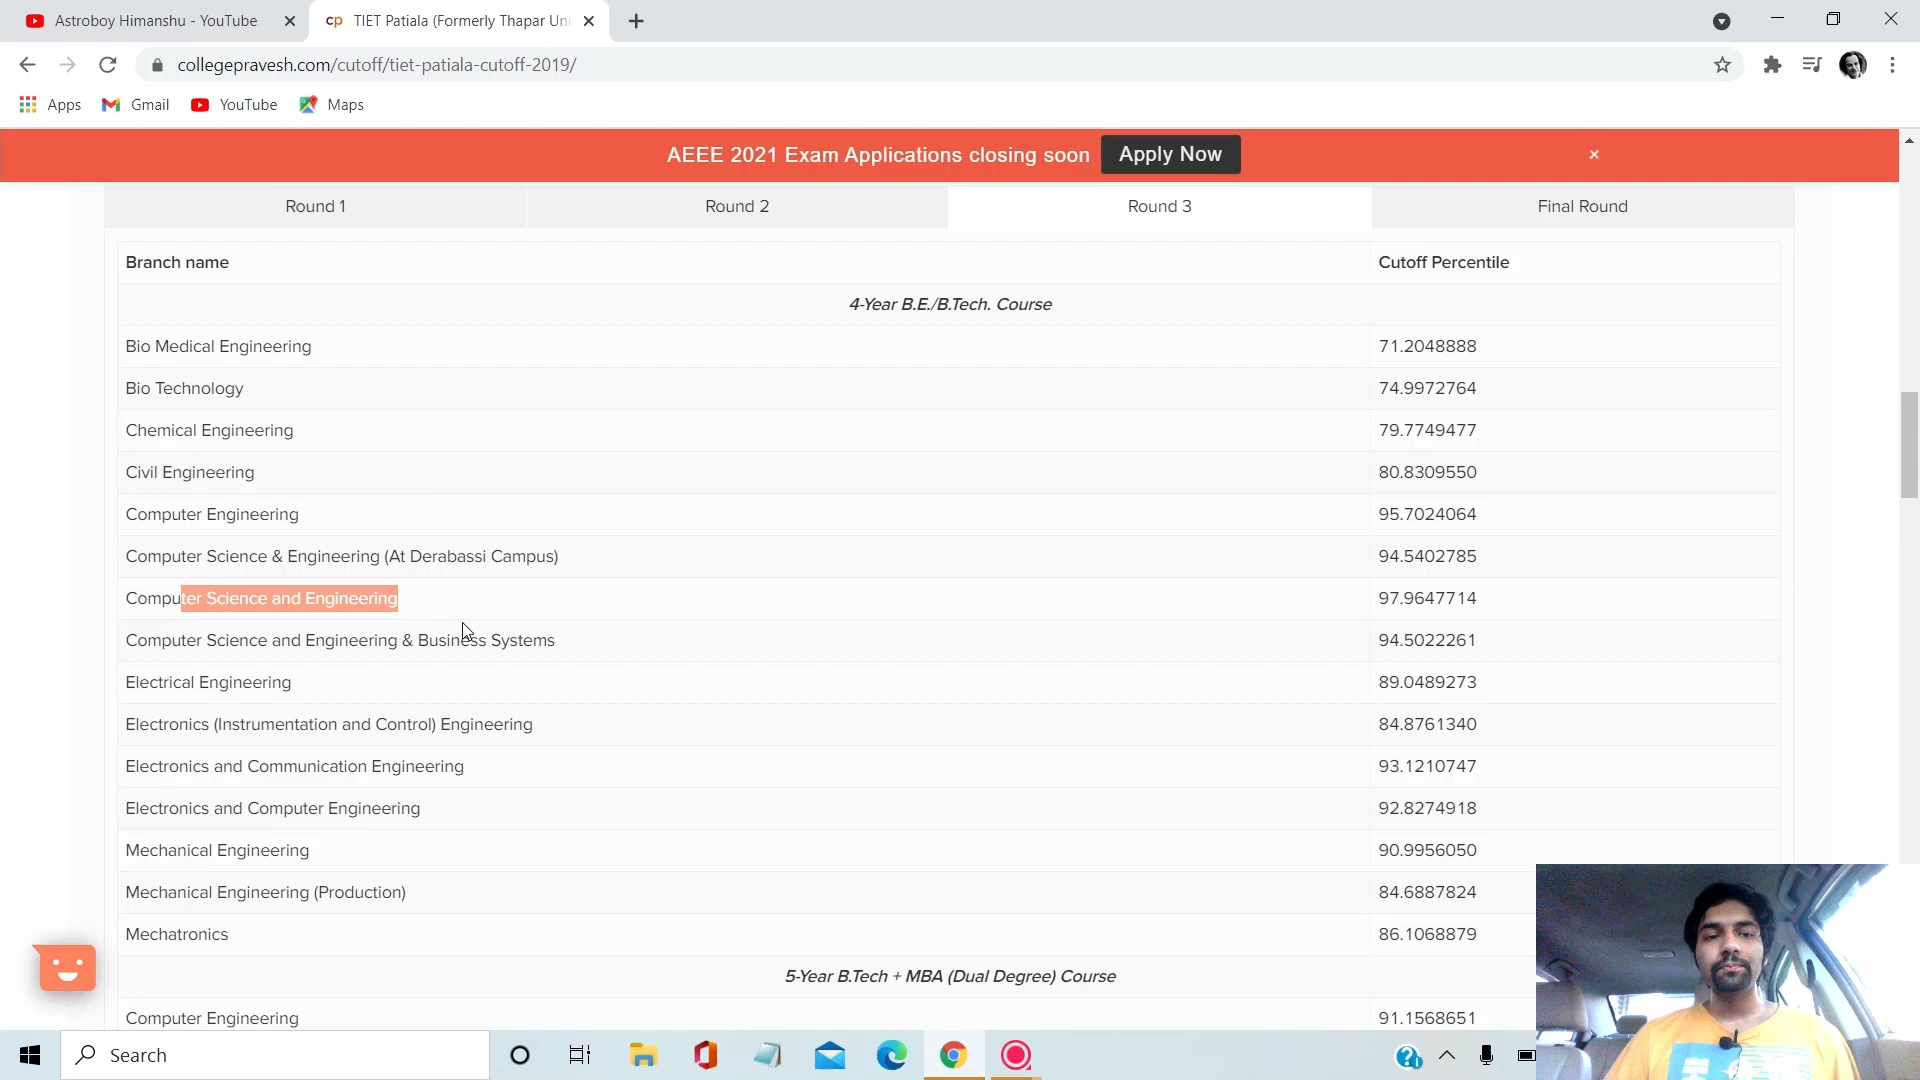 Astroboy Himanshu - YouTube
cp TIET Patiala (Formerly Thapar Uni
collegepravesh.com/cutoff/tiet-patiala-cutoff-2019/
Apps Gmail YouTube Maps
AEEE 2021 Exam Applications closing soon Apply Now
Round 1 Round 2 Round 3 Final Round
Branch name Cutoff Percentile
4-Year B.E./B.Tech. Course
Bio Medical Engineering 71.2048888
Bio Technology 74.9972764
Chemical Engineering 79.7749477
Civil Engineering 80.8309550
Computer Engineering 95.7024064
Computer Science & Engineering (At Derabassi Campus) 94.5402785
Computer Science and Engineering 97.9647714
Computer Science and Engineering & Business Systems 94.5022261
Electrical Engineering 89.0489273
Electronics (Instrumentation and Control) Engineering 84.8761340
Electronics and Communication Engineering 93.1210747
Electronics and Computer Engineering 92.8274918
Mechanical Engineering 90.9956050
Mechanical Engineering (Production) 84.6887824
Mechatronics 86.1068879
5-Year B.Tech + MBA (Dual Degree) Course
Computer Engineering 91.1568651
Search